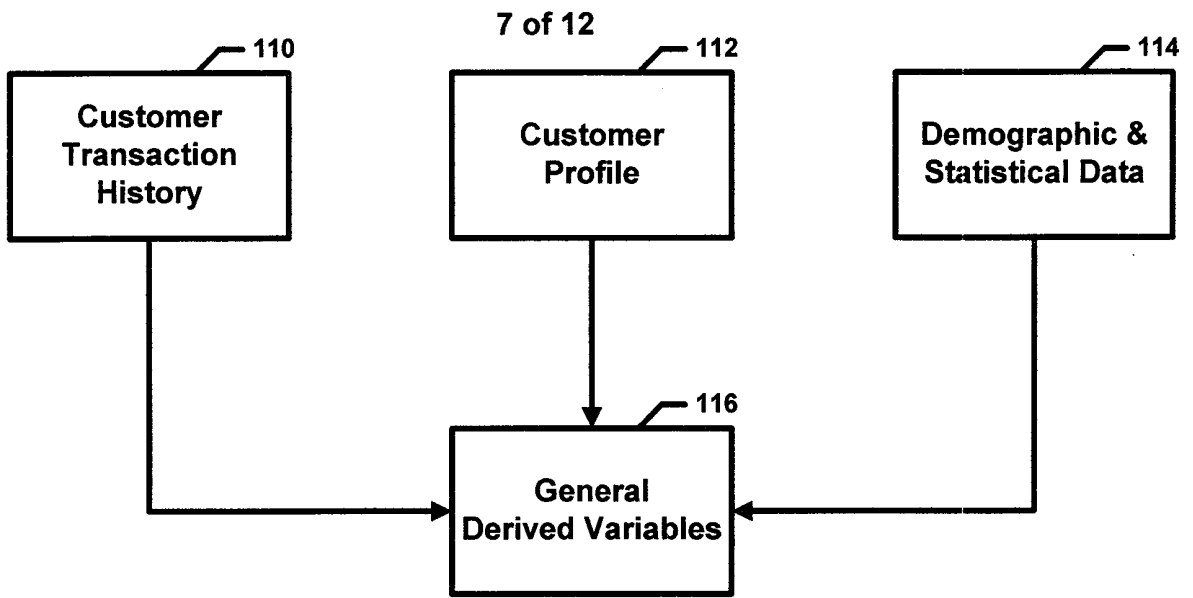 7 of 12
110
112
114
Customer
Transaction
History
Customer
Profile
Demographic &
Statistical Data
116
General
Derived Variables